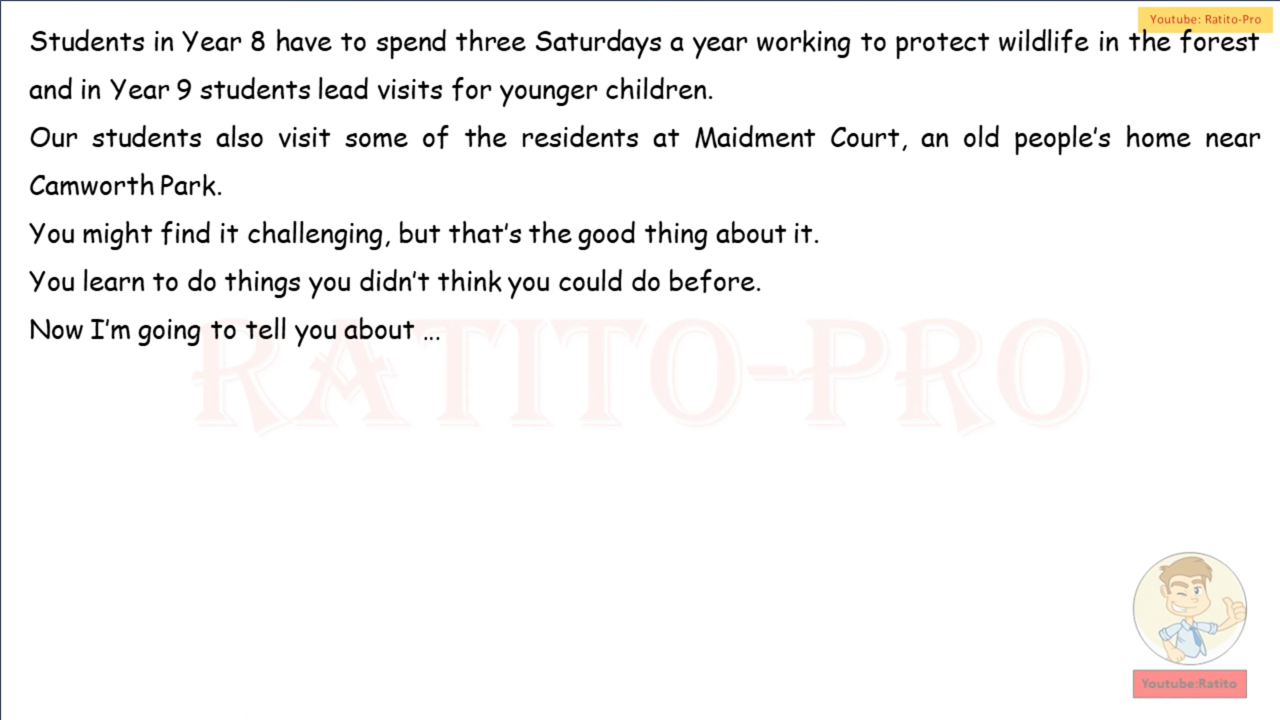 Youtube: Ratito-Pro
Students in Year 8 have to spend three Saturdays a year working to protect wildlife in the forest
and in Year 9 students lead visits for younger children.
Our students also visit some of the residents at Maidment Court, an old people's home near
Camworth Park.
You might find it challenging, but that's the good thing about it.
You learn to do things you didn't think you could do before.
Now I'm going to tell you about ...
RATITO-PRO
Youtube:Ratito